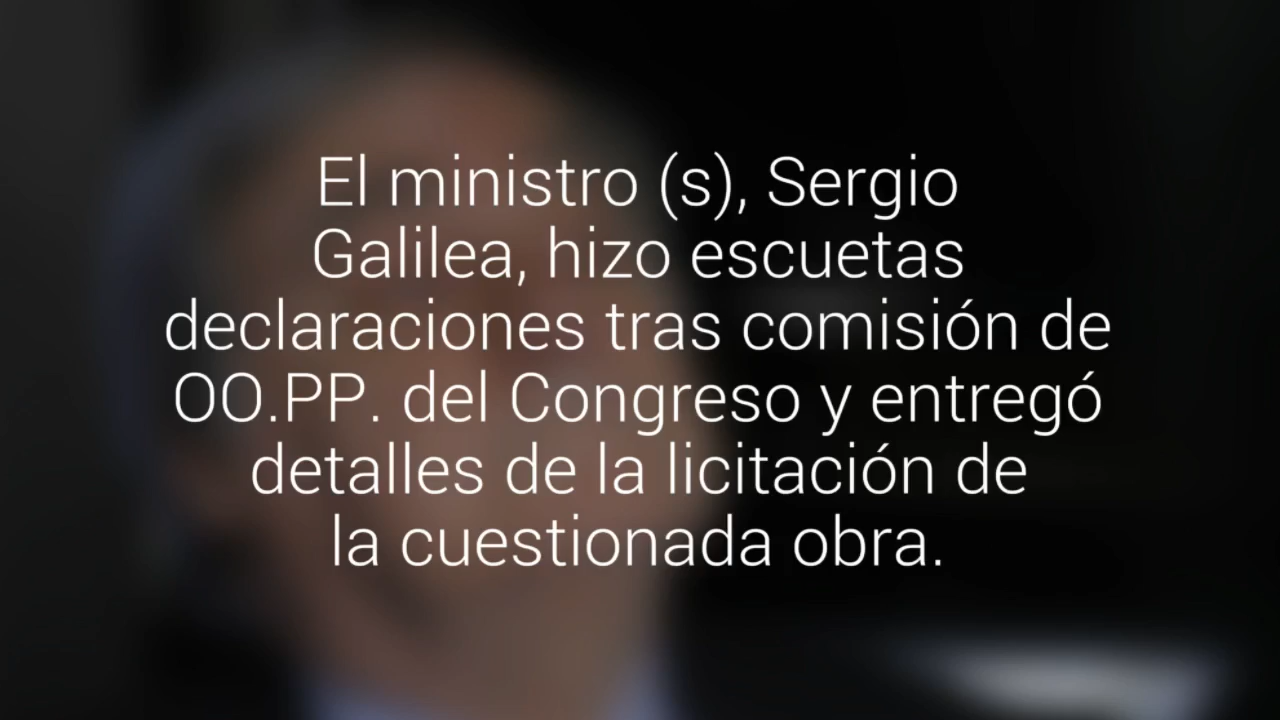 El ministro (s), Sergio
Galilea, hizo escuetas
declaraciones tras comisión de
OO.PP. del Congreso y entregó
detalles de la licitación de
la cuestionada obra.